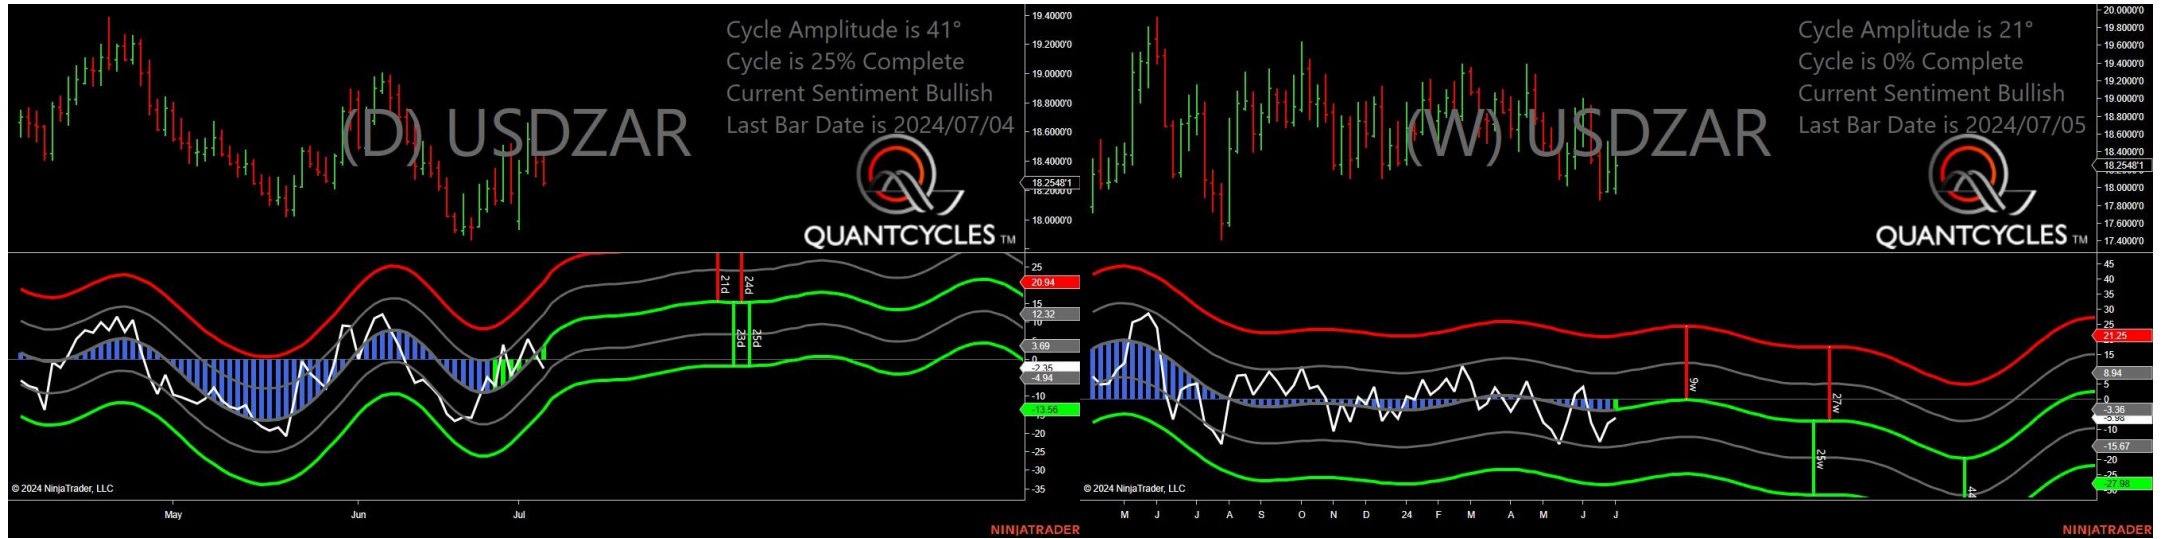 Cycle Amplitude is 41°
Cycle is 25% Complete
Current Sentiment Bullish
Last Bar Date is 2024/07/04
(D) USDZAR
QUANTCYCLES TM
19.4000'0
19.2000'0
19.0000'0
18.8000'0
18.6000'0
18.4000'0
18.2548'1
18.2000'0
18.0000'0
25
20.94
15
12.32
10
3.69
0
-2.35
-4.94
-10
-13.56
-20
-25
-30
-35
21d
24d
23d
25d
© 2024 NinjaTrader, LLC
May
Jun
Jul
NINJATRADER
Cycle Amplitude is 21°
Cycle is 0% Complete
Current Sentiment Bullish
Last Bar Date is 2024/07/05
(W) USDZAR
QUANTCYCLES TM
20.0000'0
19.8000'0
19.6000'0
19.4000'0
19.2000'0
19.0000'0
18.8000'0
18.6000'0
18.4000'0
18.2548'1
18.0000'0
17.8000'0
17.6000'0
17.4000'0
45
40
35
30
25
21.25
15
8.94
5
0
-3.36
-5.98
-10
-15.67
-20
-25
-27.98
9w
27w
25w
44
© 2024 NinjaTrader, LLC
M J J A S O N D 24 F M A M J J
NINJATRADER